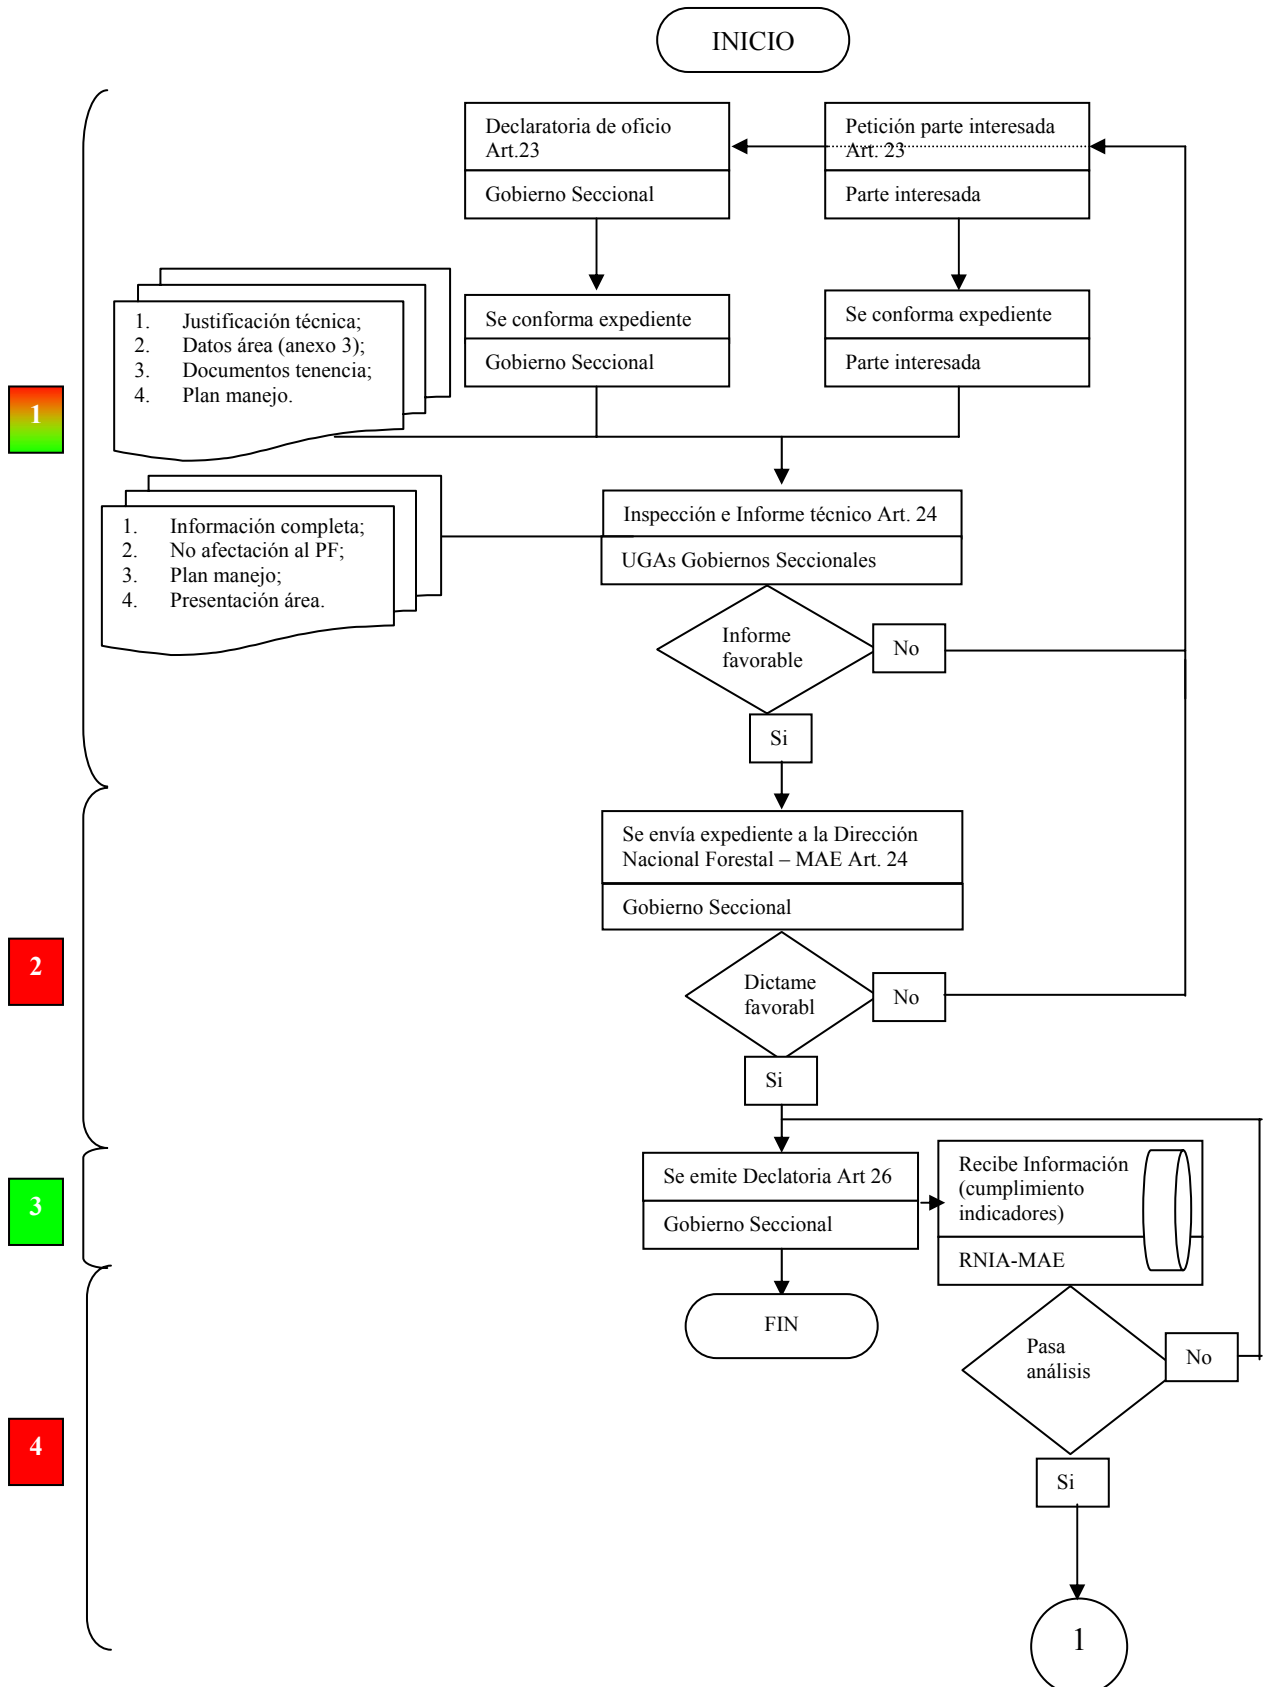 INICIO
Declaratoria de oficio
Art.23
Gobierno Seccional
Petición parte interesada
Art. 23
Parte interesada
1. Justificación técnica;
2. Datos área (anexo 3);
3. Documentos tenencia;
4. Plan manejo.
Se conforma expediente
Gobierno Seccional
Se conforma expediente
Parte interesada
1
1. Información completa;
2. No afectación al PF;
3. Plan manejo;
4. Presentación área.
Inspección e Informe técnico Art. 24
UGAs Gobiernos Seccionales
Informe
favorable
No
Si
Se envía expediente a la Dirección
Nacional Forestal – MAE Art. 24
Gobierno Seccional
2
Dictame
favorabl
No
Si
3
Se emite Declatoria Art 26
Gobierno Seccional
Recibe Información
(cumplimiento
indicadores)
RNIA-MAE
FIN
Pasa
análisis
No
4
Si
1